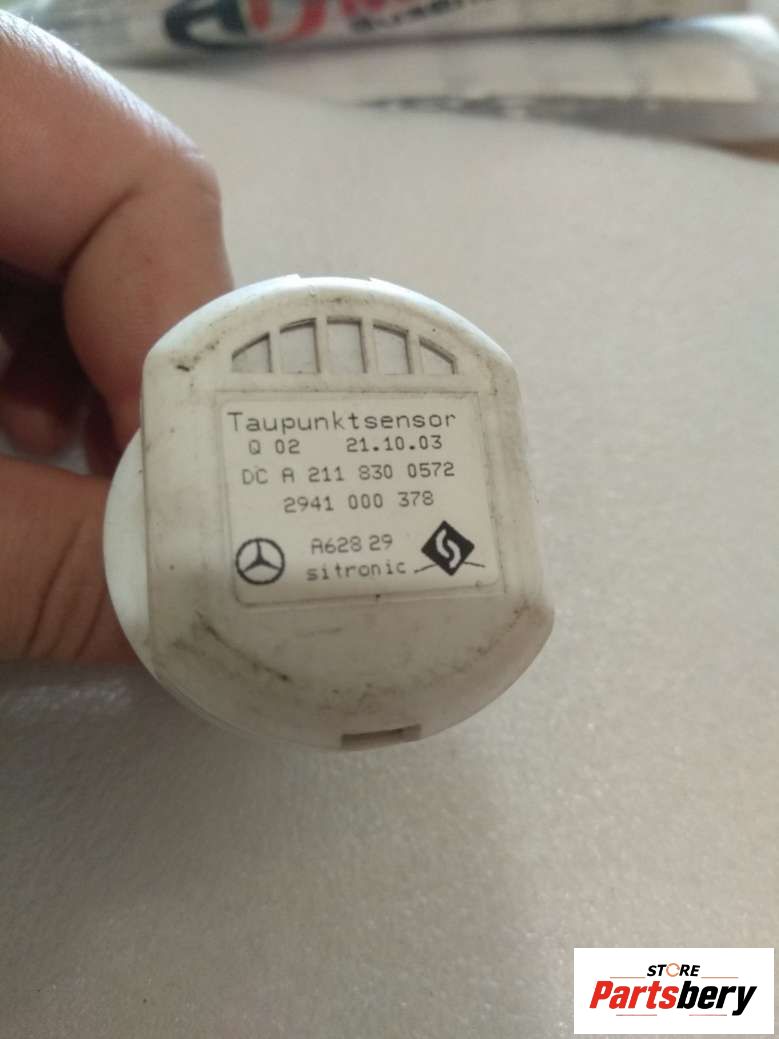 Taupunktsensor
Q 02 21.10.03
DC A 211 830 0572
2941 000 378
A628 29
sitronic
STORE
Partsbery